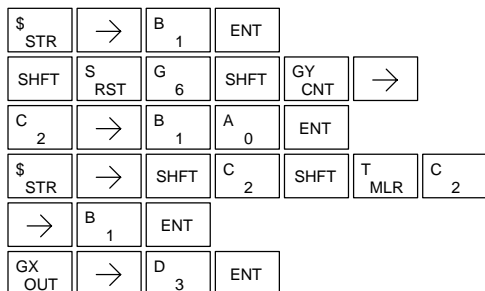 $ STR → B 1 ENT
SHFT S RST G 6 SHFT GY CNT →
C 2 → B 1 A 0 ENT
$ STR → SHFT C 2 SHFT T MLR C 2
→ B 1 ENT
GX OUT → D 3 ENT